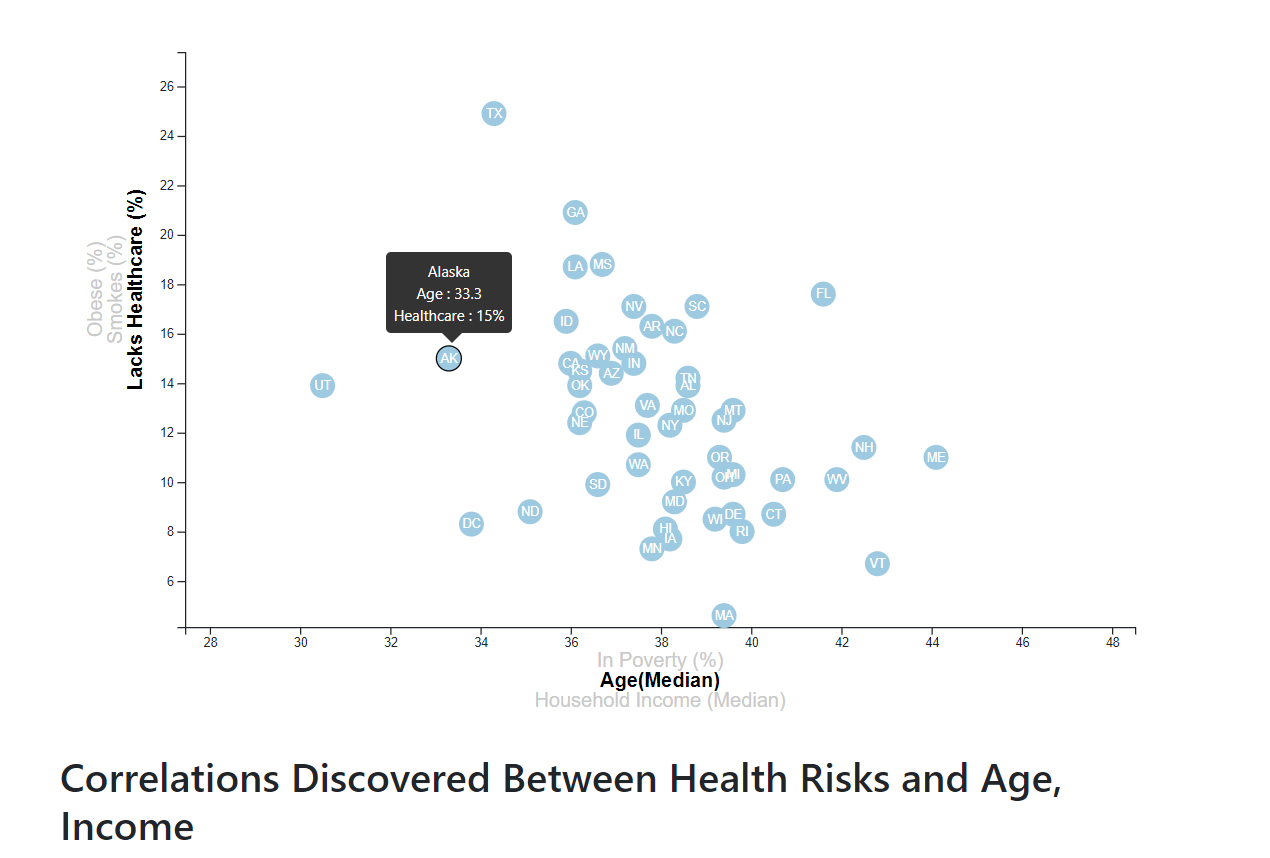 26
24
22
20
18
16
14
12
10
8
6
Obese (%)
Smokes (%)
Lacks Healthcare (%)
TX
GA
LA
MS
FL
NV
SC
ID
AR
NC
Alaska
Age : 33.3
Healthcare : 15%
AK
UT
NM
WY
CA
KS
IN
AZ
OK
TN
AL
VA
MO
MT
CO
NE
NJ
NY
IL
NH
ME
OR
WA
MI
OH
PA
WV
KY
SD
MD
ND
DC
WI
DE
CT
HI
RI
IA
MN
VT
MA
28 30 32 34 36 38 40 42 44 46 48
In Poverty (%)
Age(Median)
Household Income (Median)
Correlations Discovered Between Health Risks and Age,
Income